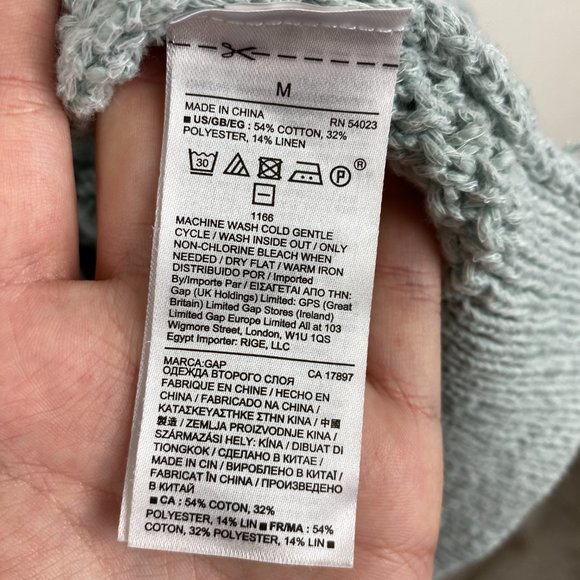 M
MADE IN CHINA RN 54023
■ US/GB/EG : 54% COTTON, 32%
POLYESTER, 14% LINEN
30 P ®
1166
MACHINE WASH COLD GENTLE
CYCLE / WASH INSIDE OUT / ONLY
NON-CHLORINE BLEACH WHEN
NEEDED / DRY FLAT / WARM IRON
DISTRIBUTED BY / DISTRIBUIDO POR / Imported
By/Importe Par / ΕΙΣΑΓΕΤΑΙ ΑΠΟ ΤΗΝ:
Gap (UK Holdings) Limited: GPS (Great
Britain) Limited Gap Stores (Ireland)
Limited Gap Europe Limited All at 103
Wigmore Street, London, W1U 1QS
Egypt Importer: RIGE, LLC
MARCA:GAP CA 17897
ОДЕЖДА ВТОРОГО СЛОЯ
FABRIQUE EN CHINE / HECHO EN
CHINA / FABRICADO NA CHINA /
ΚΑΤΑΣΚΕΥΑΣΤΗΚΕ ΣΤΗΝ ΚΙΝΑ / 中國
製造 / ZEMLJA PROIZVODNJE KINA /
SZÁRMAZÁSI HELY: KÍNA / DIBUAT DI
TIONGKOK / СДЕЛАНО В КИТАЕ /
MADE IN CIN / ВИРОБЛЕНО В КИТАЇ /
FABRICAT ÎN CHINA / ПРОИЗВЕДЕНО
В КИТАЙ
■ CA : 54% COTTON, 32%
POLYESTER, 14% LIN ■ FR/MA : 54%
COTON, 32% POLYESTER, 14% LIN ■